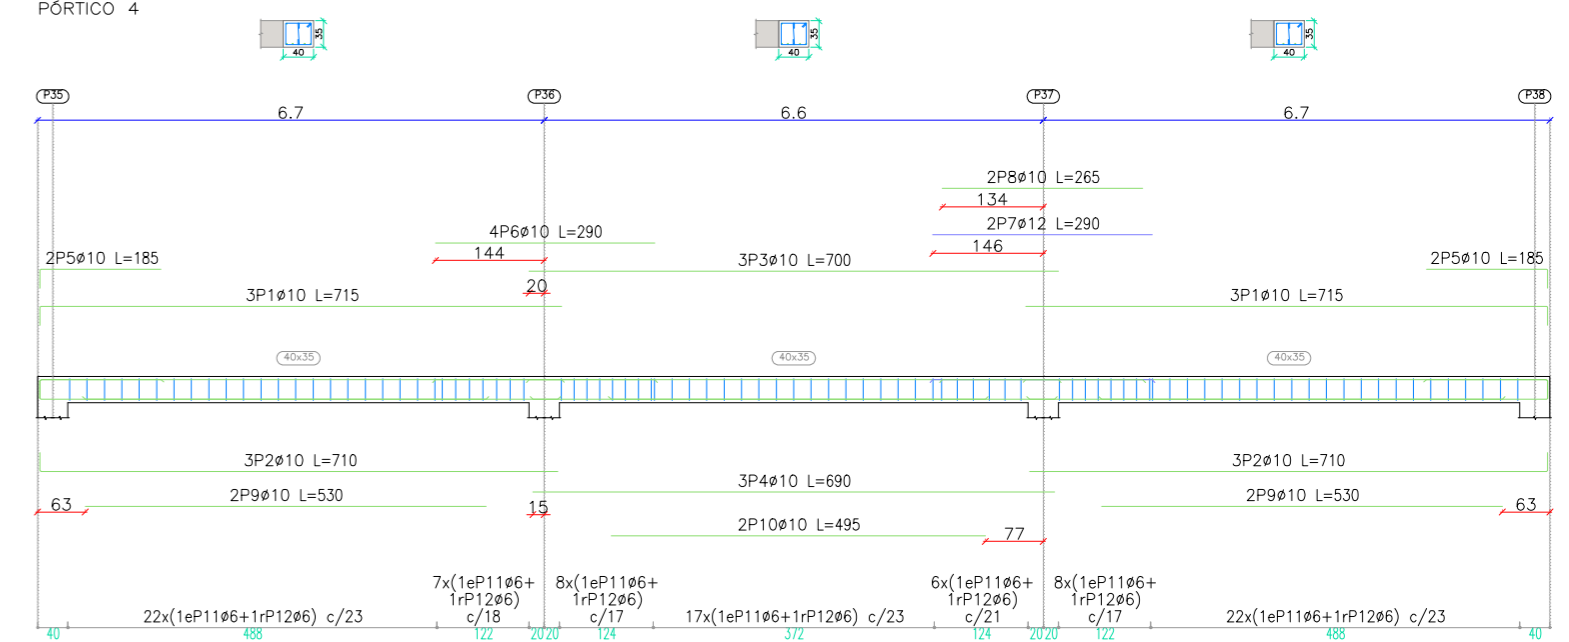 PÓRTICO 4
35
40
35
40
35
40
P35
P36
P37
P38
6.7
6.6
6.7
2P8ø10 L=265
134
2P7ø12 L=290
146
4P6ø10 L=290
144
2P5ø10 L=185
3P3ø10 L=700
2P5ø10 L=185
20
3P1ø10 L=715
3P1ø10 L=715
40x35
40x35
40x35
3P2ø10 L=710
3P2ø10 L=710
3P4ø10 L=690
2P9ø10 L=530
2P9ø10 L=530
63
15
63
2P10ø10 L=495
77
22x(1eP11ø6+1rP12ø6) c/23
7x(1eP11ø6+
1rP12ø6)
c/18
8x(1eP11ø6+
1rP12ø6)
c/17
17x(1eP11ø6+1rP12ø6) c/23
6x(1eP11ø6+
1rP12ø6)
c/21
8x(1eP11ø6+
1rP12ø6)
c/17
22x(1eP11ø6+1rP12ø6) c/23
40 488 122 20 20 124 372 124 20 20 122 488 40